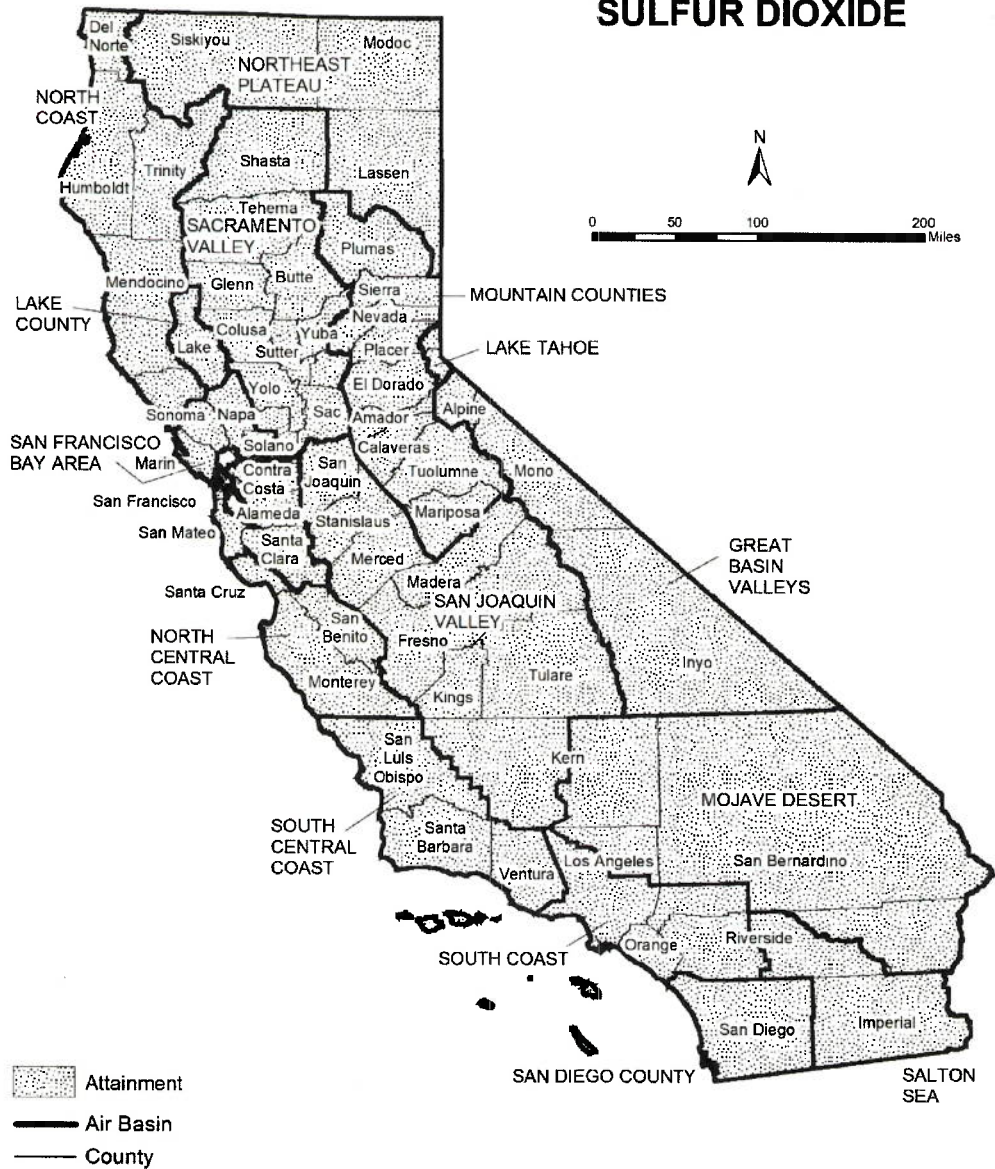 SULFUR DIOXIDE
Del
Norte
Siskiyou
Modoc
NORTHEAST
PLATEAU
NORTH
COAST
Humboldt
Trinity
Shasta
Lassen
N
0 50 100 200
Miles
Tehema
SACRAMENTO
VALLEY
Plumas
Mendocino
Glenn
Butte
Sierra
MOUNTAIN COUNTIES
LAKE
COUNTY
Colusa
Yuba
Nevada
Lake
Sutter
Placer
LAKE TAHOE
Yolo
El Dorado
Sonoma
Napa
Sac
Amador
Alpine
SAN FRANCISCO
BAY AREA
Marin
Solano
Calaveras
Contra
Costa
San
Joaquin
Tuolumne
Mono
San Francisco
Alameda
Stanislaus
Mariposa
San Mateo
Santa
Clara
Merced
GREAT
BASIN
VALLEYS
Santa Cruz
Madera
SAN JOAQUIN
VALLEY
NORTH
CENTRAL
COAST
San
Benito
Fresno
Inyo
Monterey
Kings
Tulare
San
Luis
Obispo
Kern
MOJAVE DESERT
SOUTH
CENTRAL
COAST
Santa
Barbara
Ventura
Los Angeles
San Bernardino
SOUTH COAST
Orange
Riverside
San Diego
Imperial
SAN DIEGO COUNTY
SALTON
SEA
Attainment
Air Basin
County